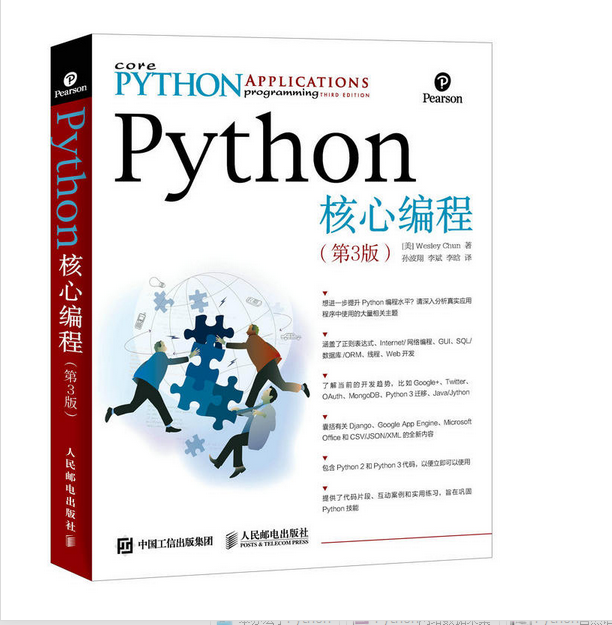 Pearson
Python核心编程
(第3版)
人民邮电出版社
core
PYTHON APPLICATIONS
programming THIRD EDITION
Pearson
Python
核心编程
(第3版)
[美] Wesley Chun 著
孙波翔 李斌 李晗 译
想进一步提升 Python 编程水平？请深入分析真实应用
程序中使用的大量相关主题
涵盖了正则表达式、Internet/ 网络编程、GUI、SQL/
数据库 /ORM、线程、Web 开发
了解当前的开发趋势，比如 Google+、Twitter、
OAuth、MongoDB、Python 3 迁移、Java/Jython
囊括有关 Django、Google App Engine、Microsoft
Office 和 CSV/JSON/XML 的全新内容
包含 Python 2 和 Python 3 代码，以便立即可以使用
提供了代码片段、互动案例和实用练习，旨在巩固
Python 技能
中国工信出版集团
人民邮电出版社
POSTS & TELECOM PRESS